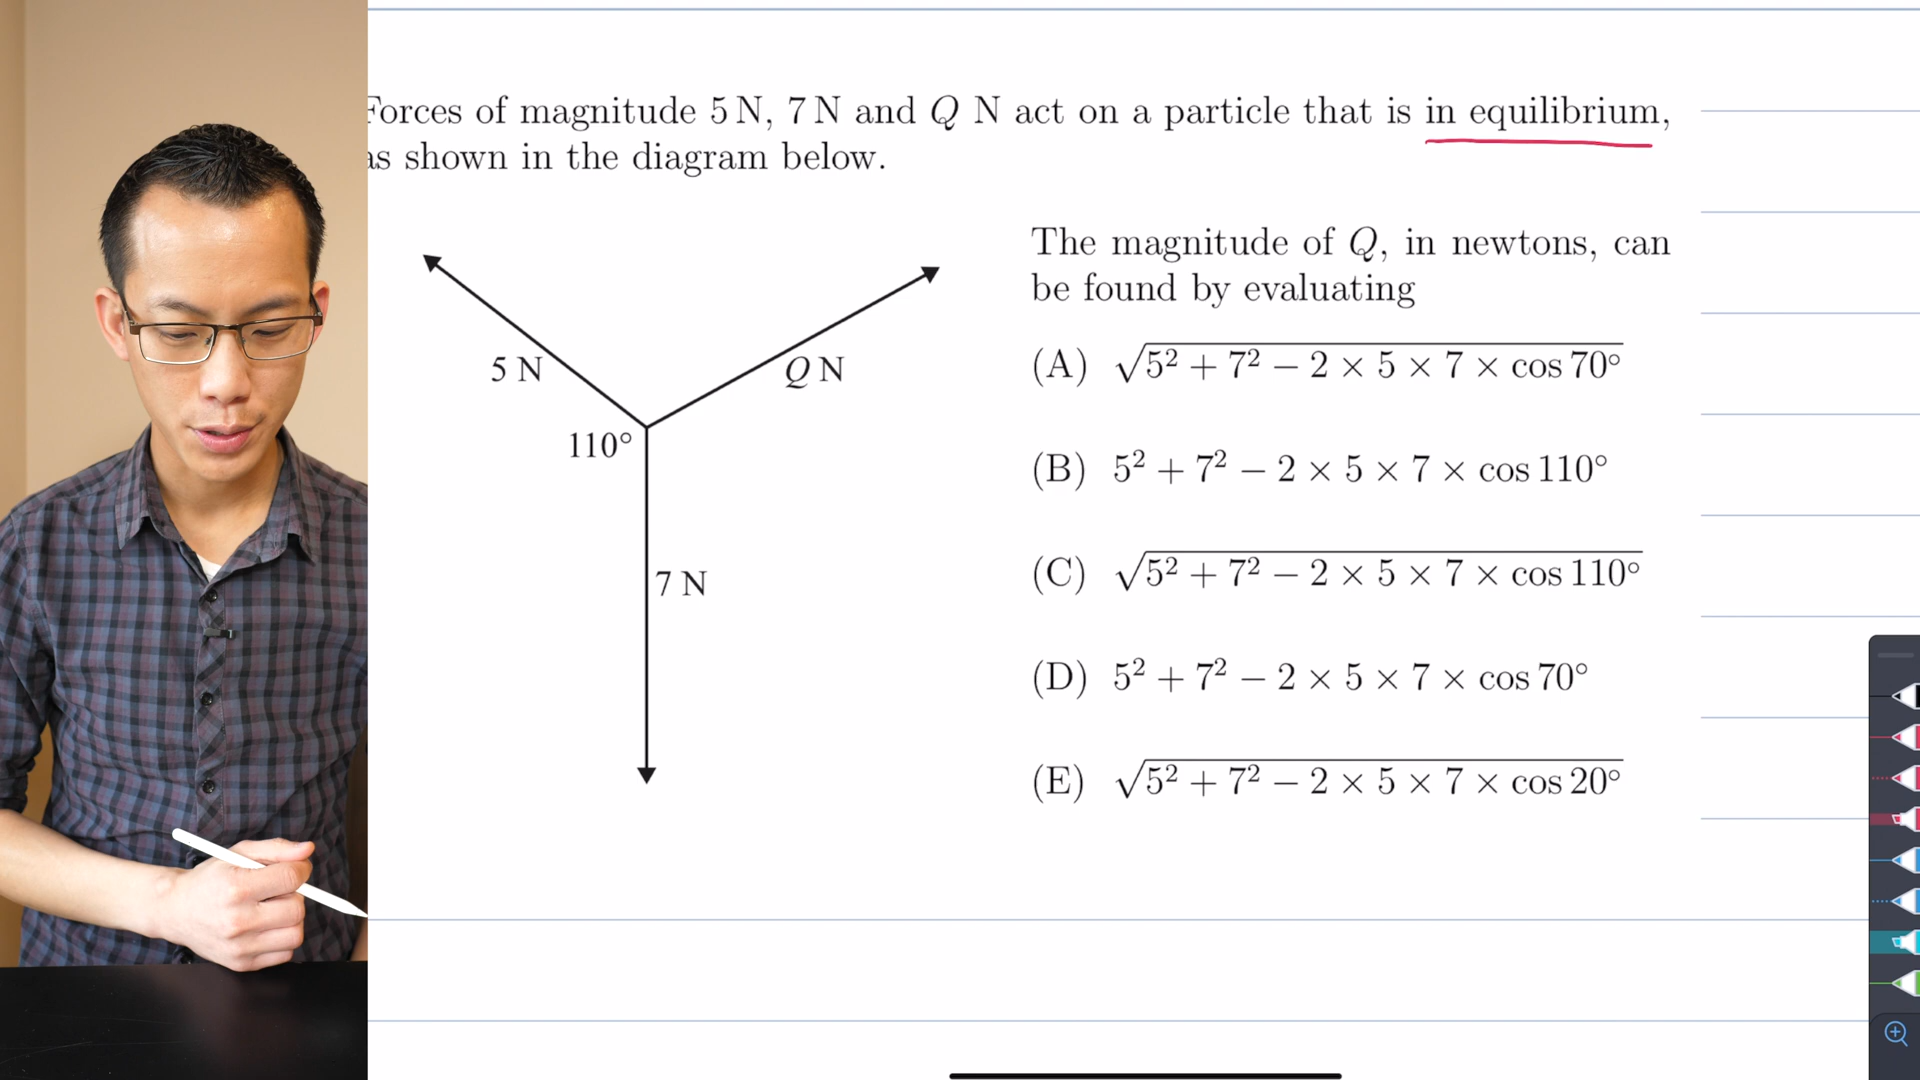 Forces of magnitude 5 N, 7 N and Q N act on a particle that is in equilibrium,
as shown in the diagram below.
The magnitude of Q, in newtons, can
be found by evaluating
5 N
Q N
110°
7 N
(A) √5² + 7² − 2 × 5 × 7 × cos 70°
(B) 5² + 7² − 2 × 5 × 7 × cos 110°
(C) √5² + 7² − 2 × 5 × 7 × cos 110°
(D) 5² + 7² − 2 × 5 × 7 × cos 70°
(E) √5² + 7² − 2 × 5 × 7 × cos 20°